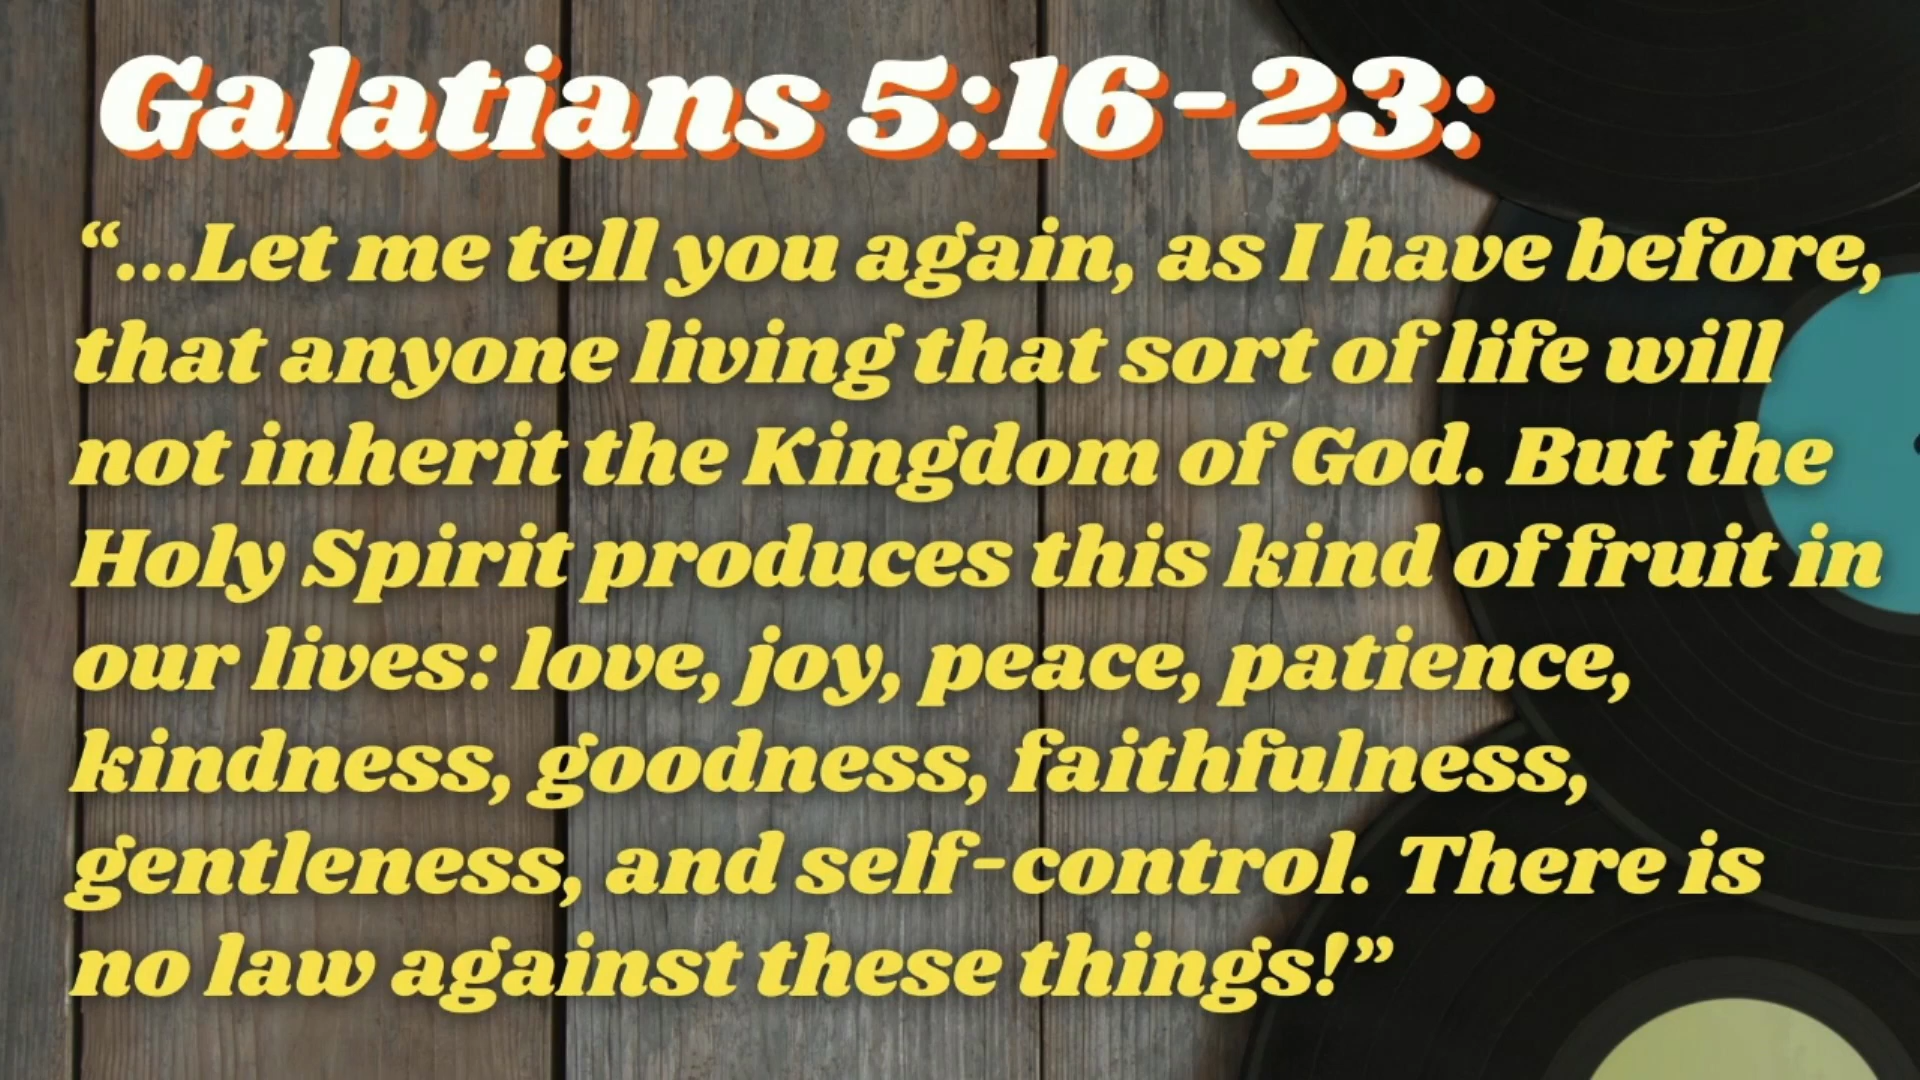 Galatians 5:16-23:
“...Let me tell you again, as I have before,
that anyone living that sort of life will
not inherit the Kingdom of God. But the
Holy Spirit produces this kind of fruit in
our lives: love, joy, peace, patience,
kindness, goodness, faithfulness,
gentleness, and self-control. There is
no law against these things!”